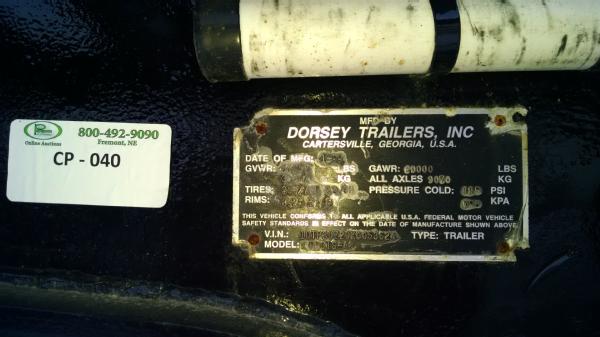 800-492-9090
Online Auctions Fremont, NE
CP - 040
MFD BY
DORSEY TRAILERS, INC
CARTERSVILLE, GEORGIA, U.S.A.
DATE OF MFG.
GVWR: LBS GAWR: 20000 LBS
KG ALL AXLES 9070 KG
TIRES: PRESSURE COLD: PSI
RIMS: KPA
THIS VEHICLE CONFORMS TO ALL APPLICABLE U.S.A. FEDERAL MOTOR VEHICLE
SAFETY STANDARDS IN EFFECT ON THE DATE OF MANUFACTURE SHOWN ABOVE
V.I.N.: TYPE: TRAILER
MODEL: